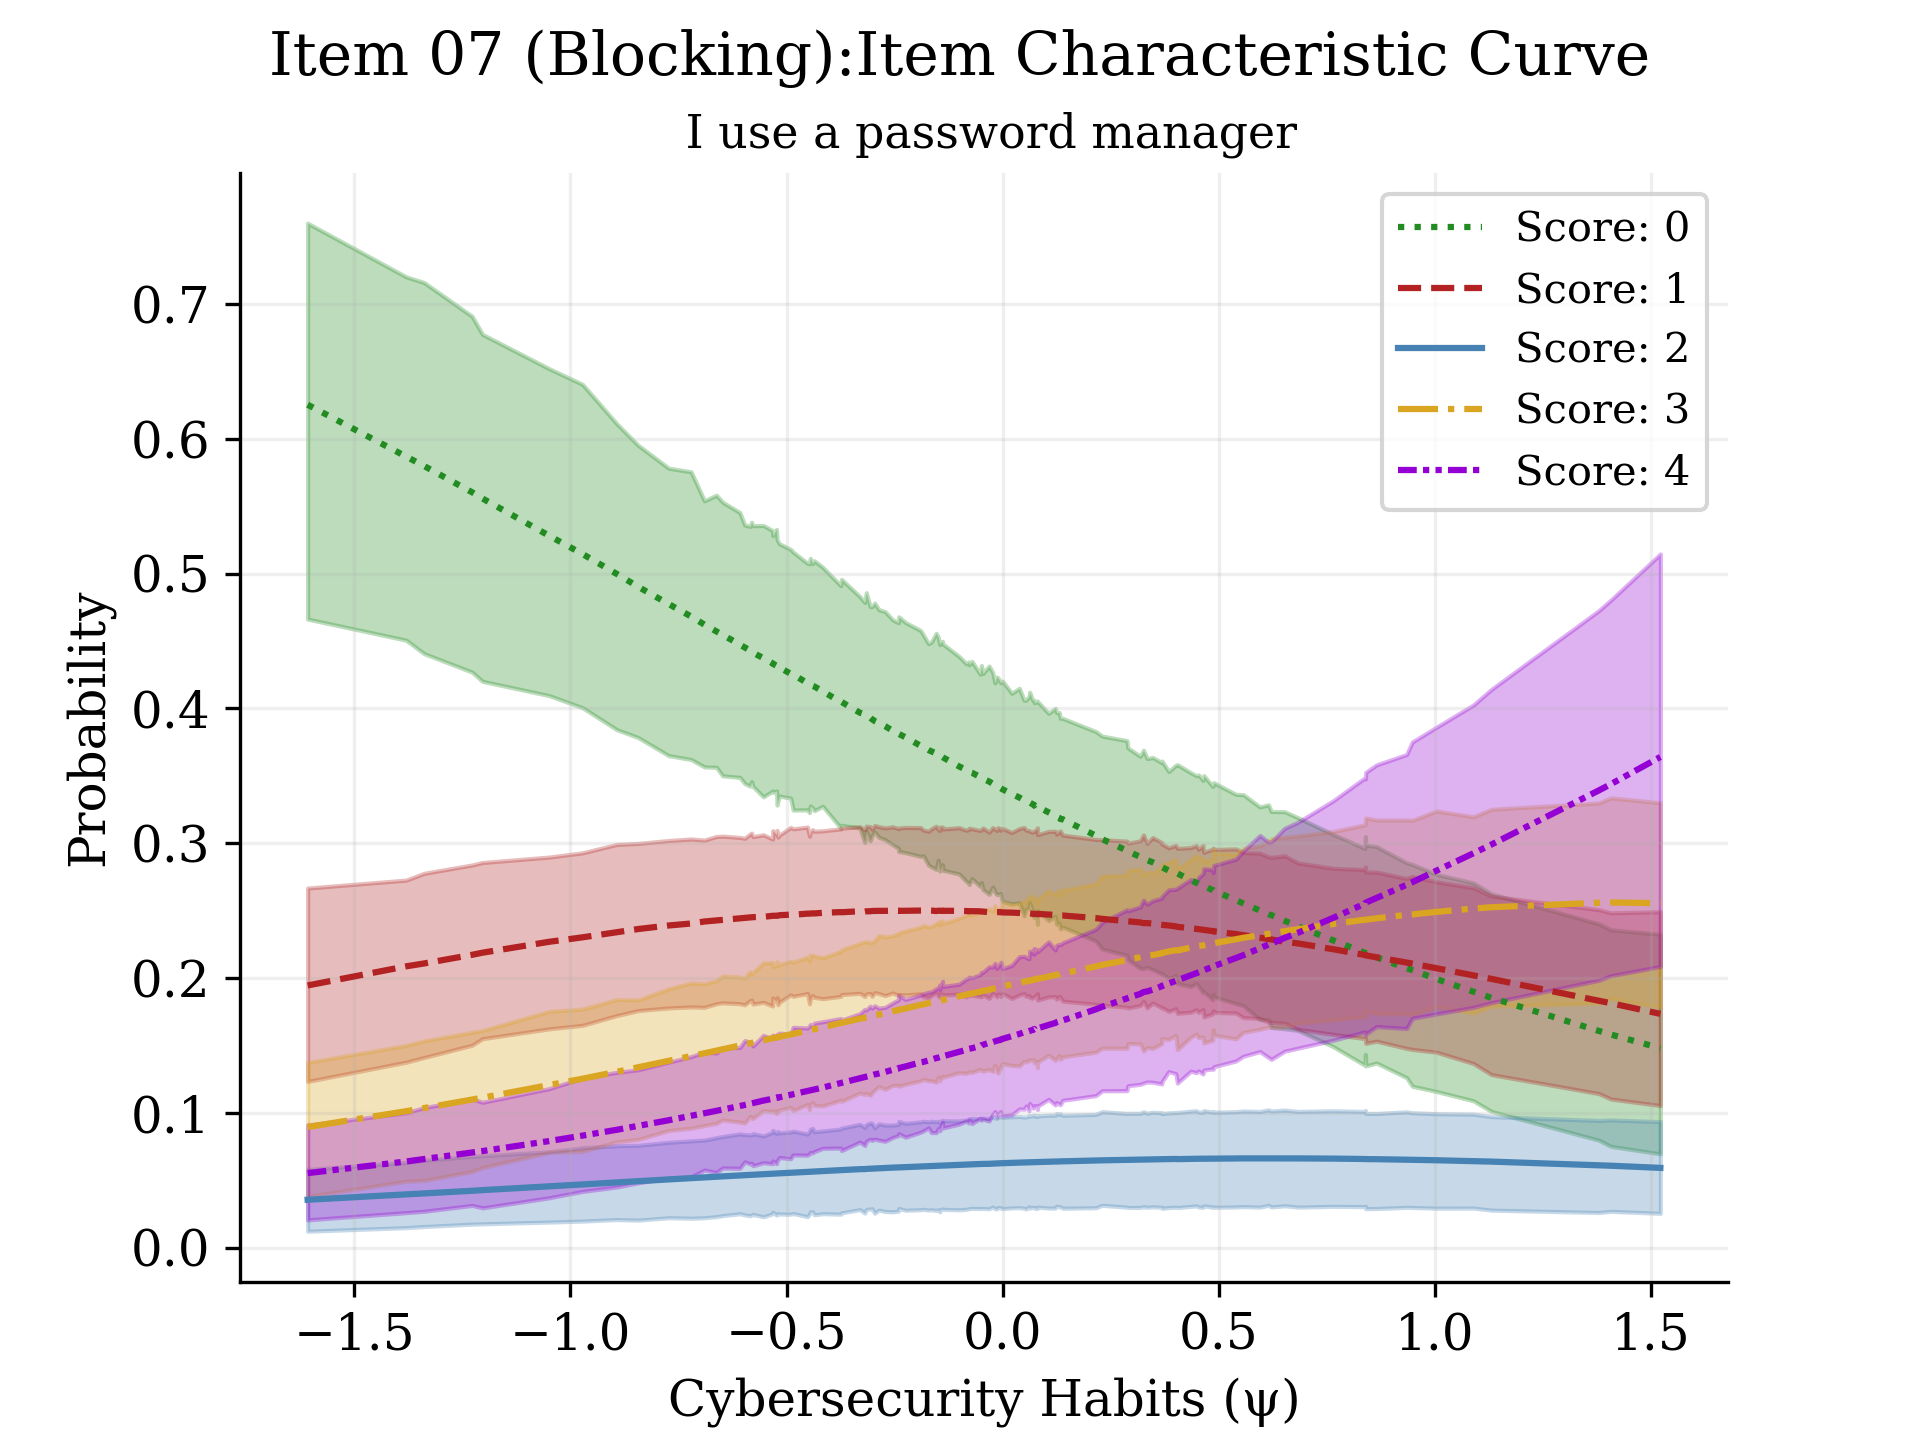 Item 07 (Blocking):Item Characteristic Curve
I use a password manager
Score: 0
Score: 1
Score: 2
Score: 3
Score: 4
Probability
0.7
0.6
0.5
0.4
0.3
0.2
0.1
0.0
−1.5 −1.0 −0.5 0.0 0.5 1.0 1.5
Cybersecurity Habits (ψ)